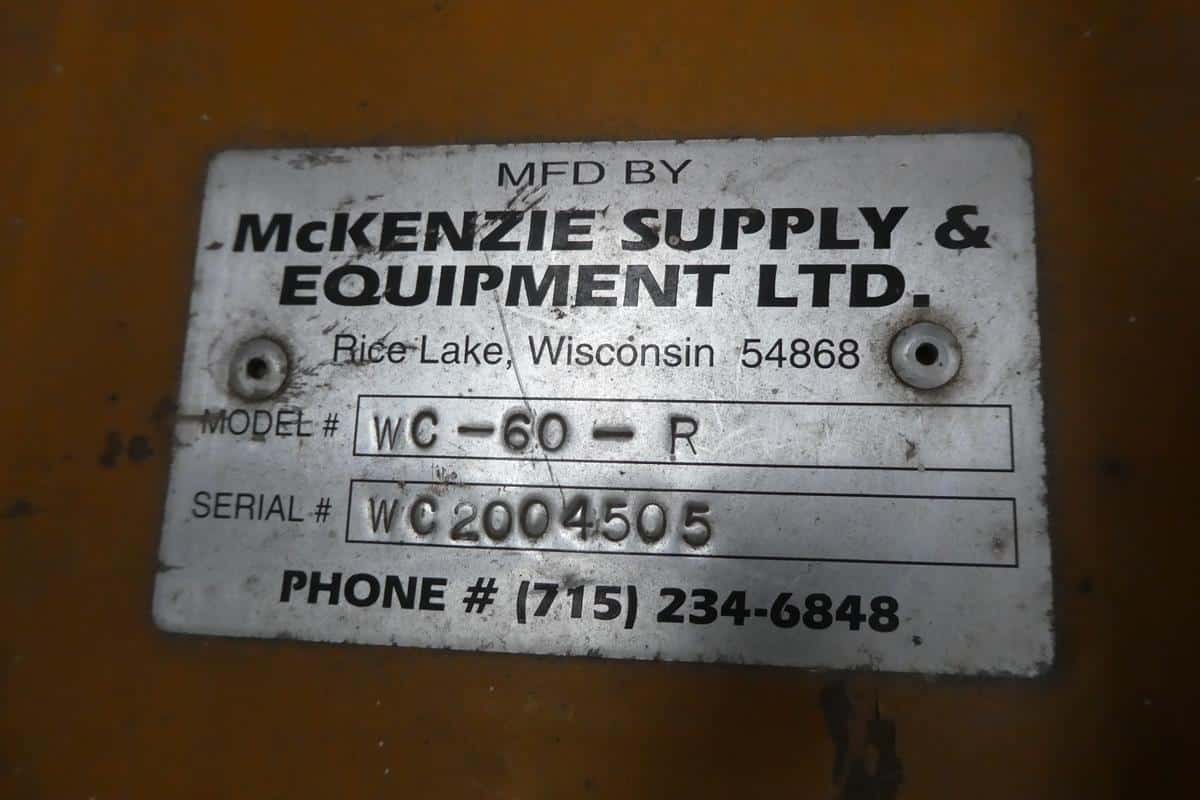 MFD BY
McKENZIE SUPPLY &
EQUIPMENT LTD.
Rice Lake, Wisconsin 54868
MODEL # WC-60-R
SERIAL # WC2004505
PHONE # (715) 234-6848